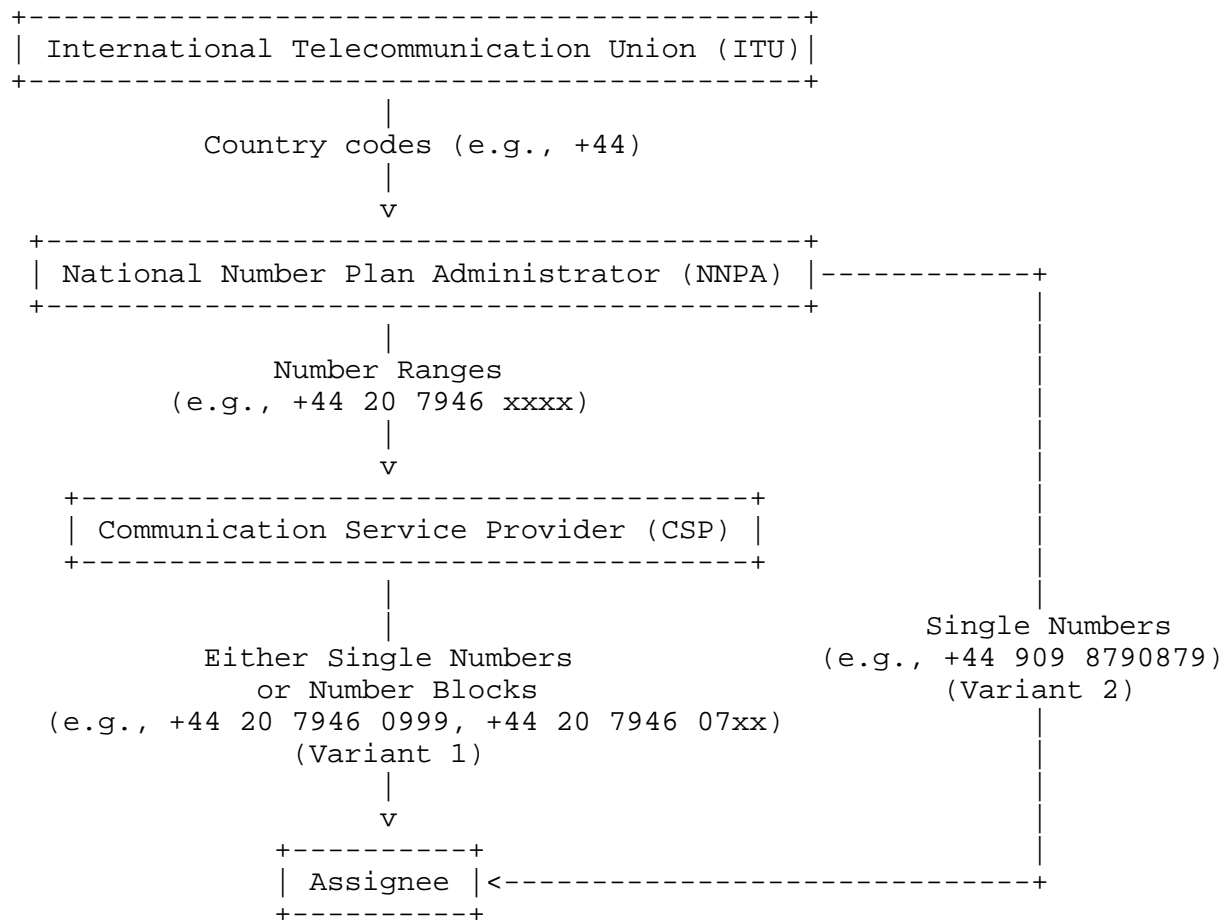 International Telecommunication Union (ITU)
Country codes (e.g., +44)
v
National Number Plan Administrator (NNPA)
Number Ranges
(e.g., +44 20 7946 xxxx)
v
Communication Service Provider (CSP)
Either Single Numbers
or Number Blocks
(e.g., +44 20 7946 0999, +44 20 7946 07xx)
(Variant 1)
Single Numbers
(e.g., +44 909 8790879)
(Variant 2)
v
Assignee